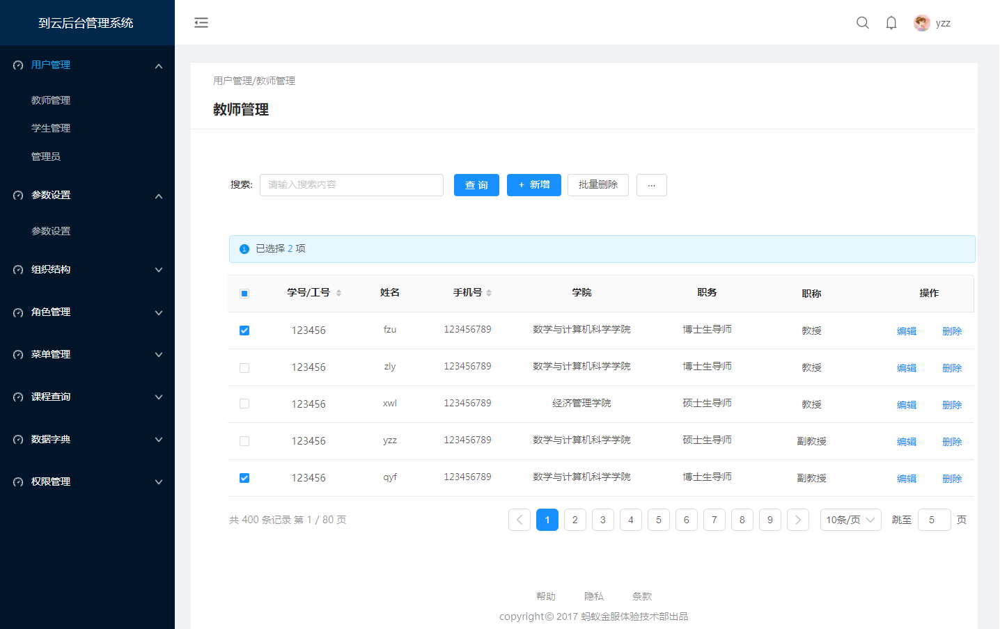 到云后台管理系统
yzz
用户管理
教师管理
学生管理
管理员
参数设置
参数设置
组织结构
角色管理
菜单管理
课程查询
数据字典
权限管理
用户管理/教师管理
教师管理
搜索: 请输入搜索内容 查 询 + 新增 批量删除 ...
已选择 2 项
学号/工号 姓名 手机号 学院 职务 职称 操作
123456 fzu 123456789 数学与计算机科学学院 博士生导师 教授 编辑 删除
123456 zly 123456789 数学与计算机科学学院 博士生导师 教授 编辑 删除
123456 xwl 123456789 经济管理学院 硕士生导师 教授 编辑 删除
123456 yzz 123456789 数学与计算机科学学院 硕士生导师 副教授 编辑 删除
123456 qyf 123456789 数学与计算机科学学院 博士生导师 副教授 编辑 删除
共 400 条记录 第 1 / 80 页 1 2 3 4 5 6 7 8 9 10条/页 跳至 5 页
帮助 隐私 条款
copyright© 2017 蚂蚁金服体验技术部出品